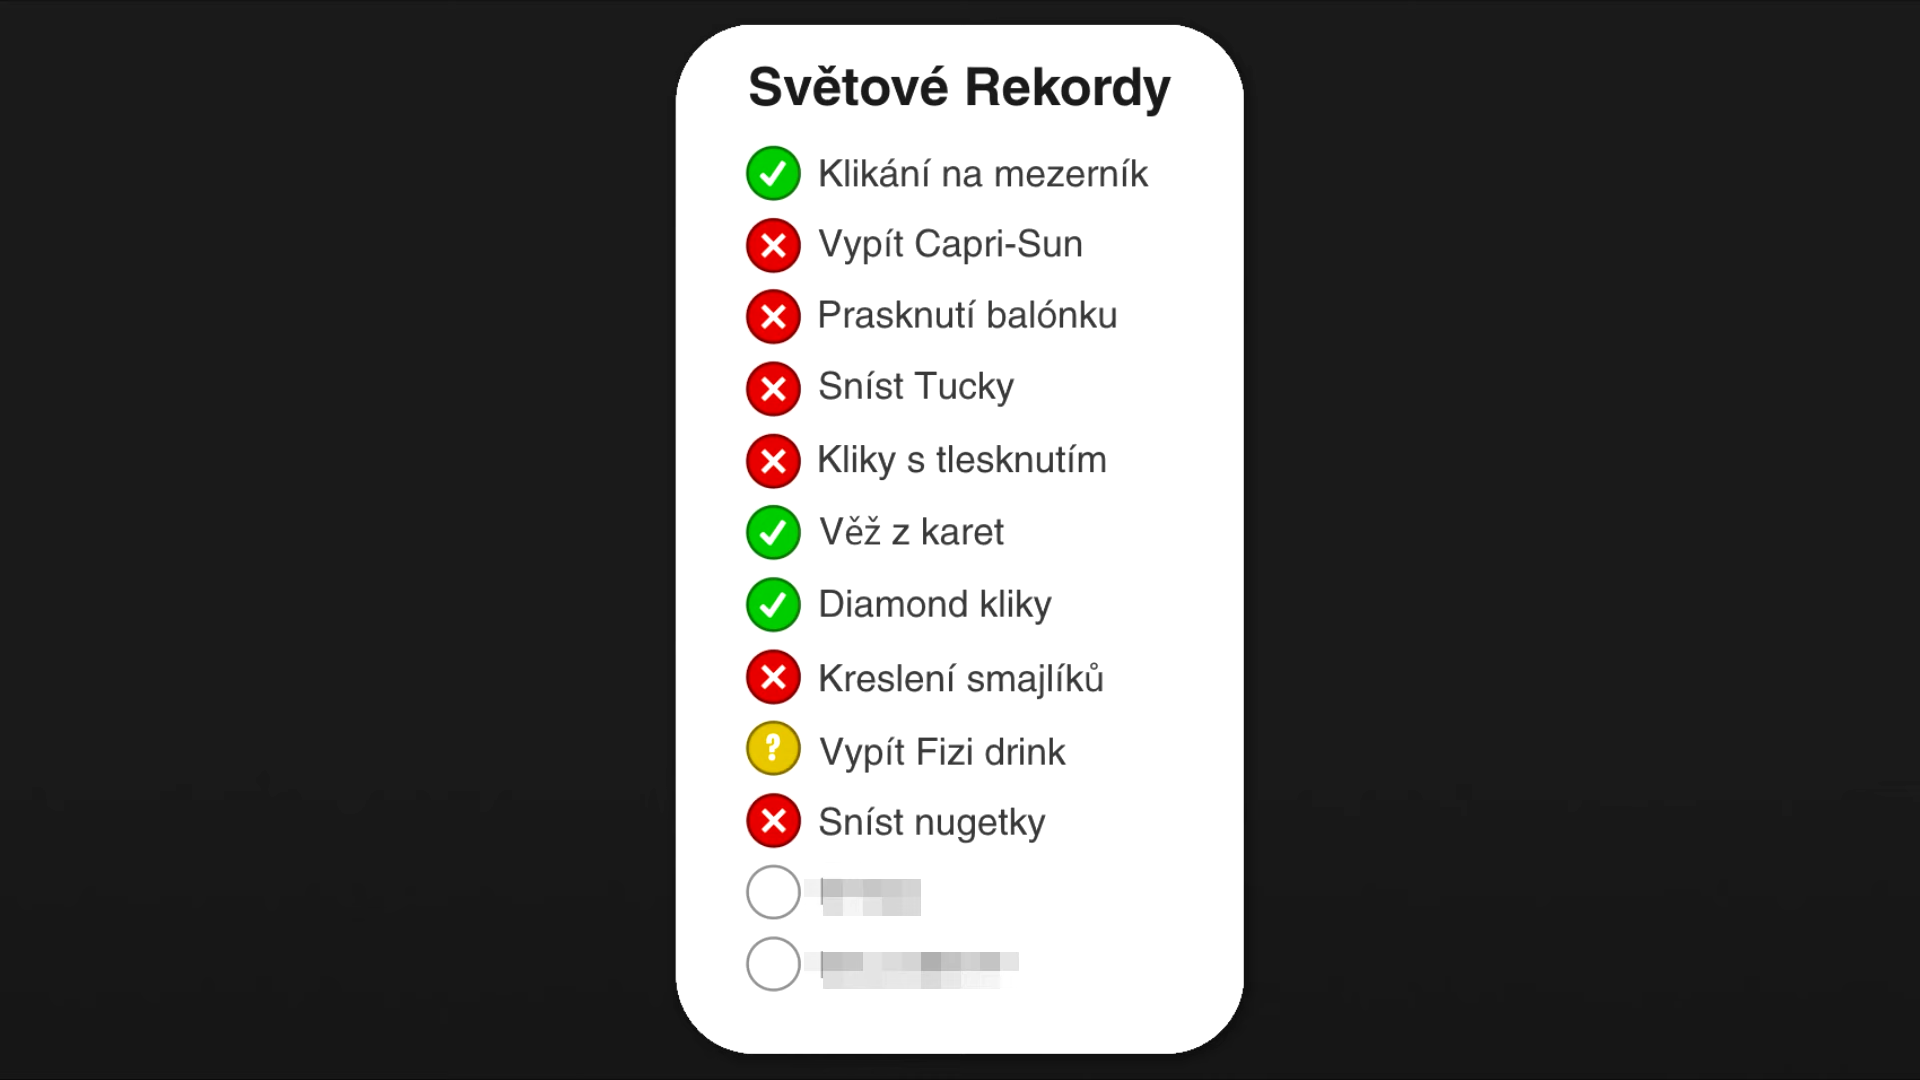 Světové Rekordy
Klikání na mezerník
Vypít Capri-Sun
Prasknutí balónku
Sníst Tucky
Kliky s tlesknutím
Věž z karet
Diamond kliky
Kreslení smajlíků
? Vypít Fizi drink
Sníst nugetky